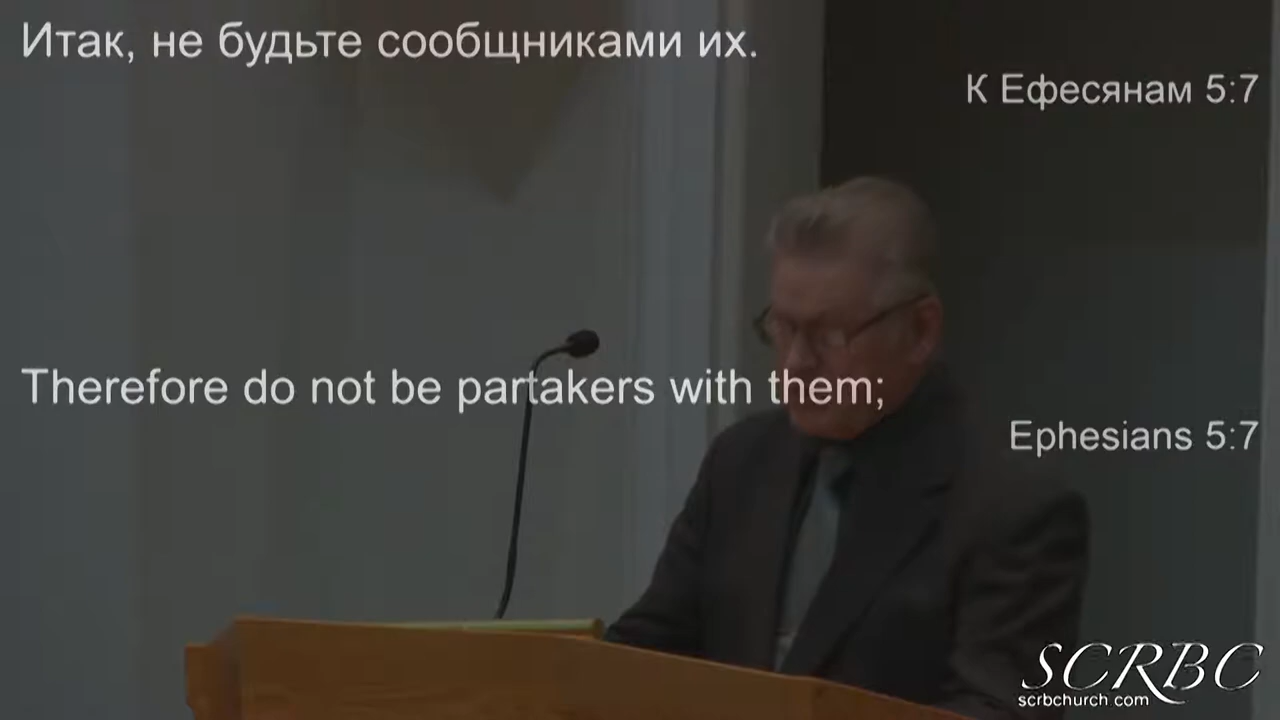 Итак, не будьте сообщниками их.
К Ефесянам 5:7
Therefore do not be partakers with them;
Ephesians 5:7
SCRBC
scrbchurch.com